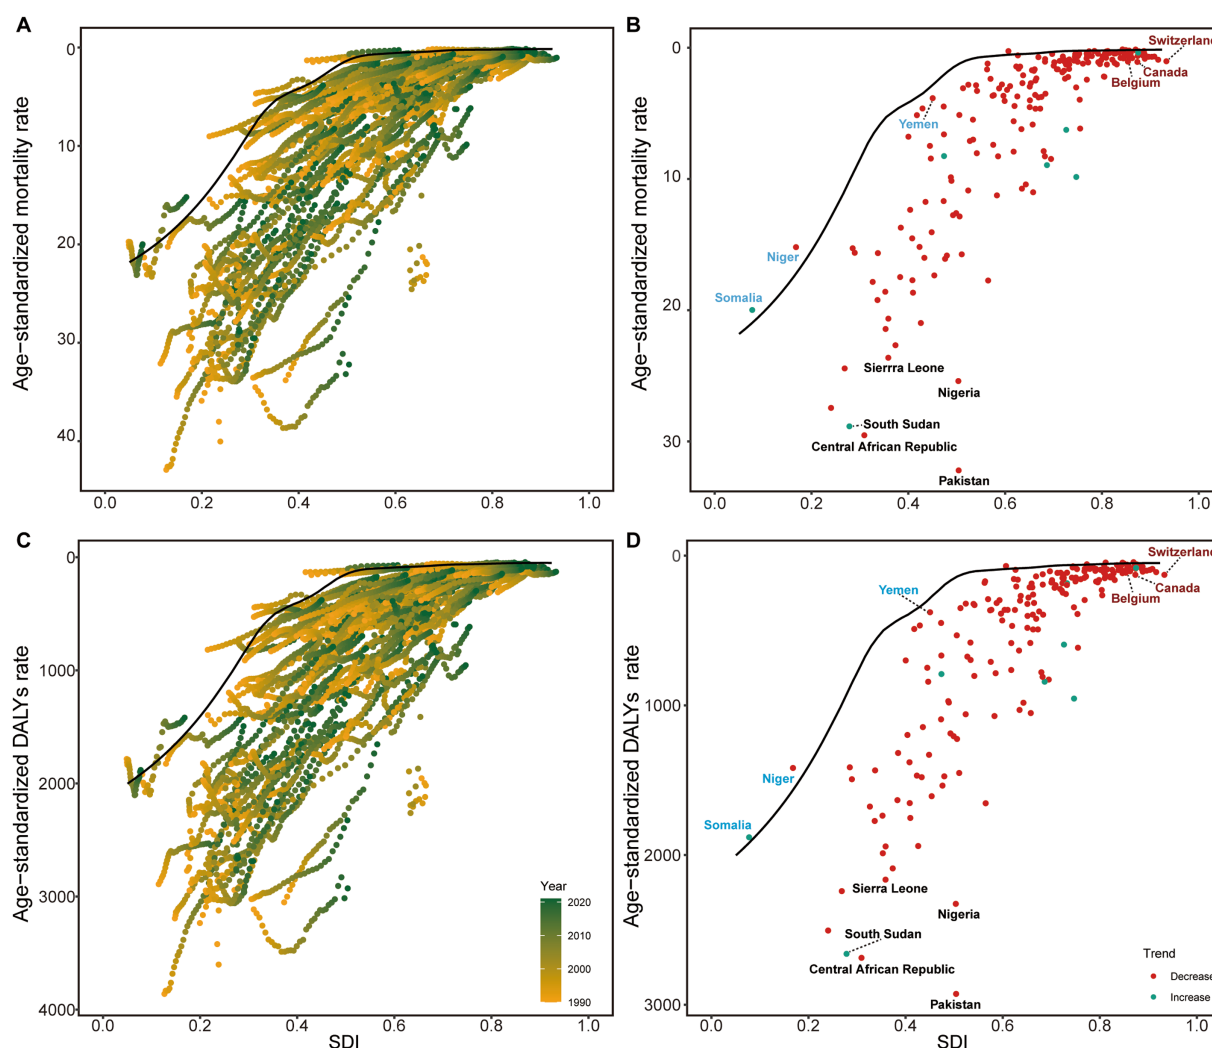 A
Age-standardized mortality rate
0
10
20
30
40
0.0 0.2 0.4 0.6 0.8 1.0
B
Age-standardized mortality rate
0
10
20
30
Switzerland
Canada
Belgium
Yemen
Niger
Somalia
Sierrra Leone
Nigeria
South Sudan
Central African Republic
Pakistan
0.0 0.2 0.4 0.6 0.8 1.0
C
Age-standardized DALYs rate
0
1000
2000
3000
4000
Year
2020
2010
2000
1990
0.0 0.2 0.4 0.6 0.8 1.0
SDI
D
Age-standardized DALYs rate
0
1000
2000
3000
Switzerland
Canada
Belgium
Yemen
Niger
Somalia
Sierra Leone
Nigeria
South Sudan
Central African Republic
Pakistan
Trend
Decrease
Increase
0.0 0.2 0.4 0.6 0.8 1.0
SDI